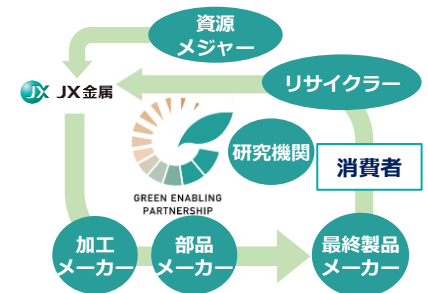 資源
メジャー
リサイクラー
JX JX金属
研究機関
消費者
GREEN ENABLING
PARTNERSHIP
加工
メーカー
部品
メーカー
最終製品
メーカー